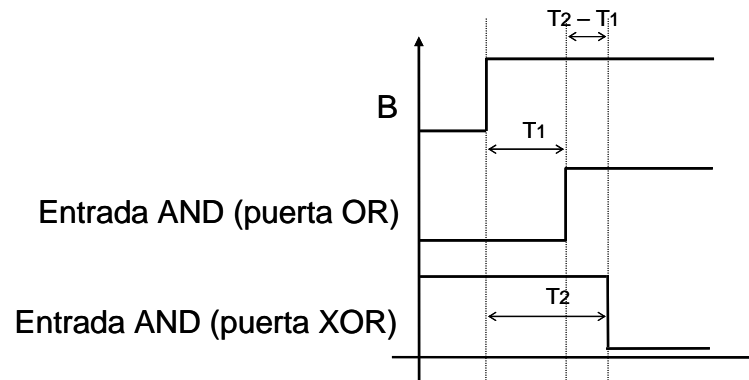 T2 – T1
B
T1
Entrada AND (puerta OR)
T2
Entrada AND (puerta XOR)